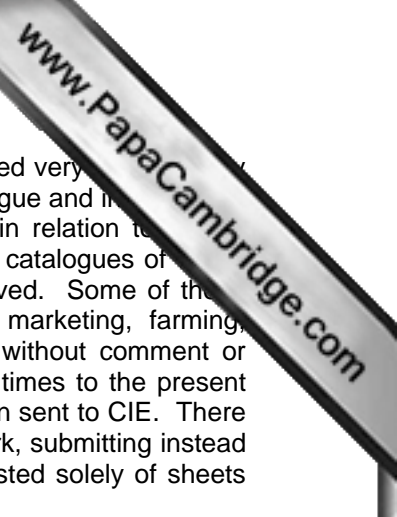 www.PapaCambridge.com
ed very
gue and i
in relation t
catalogues of
ved. Some of th
marketing, farming,
without comment or
times to the present
n sent to CIE. There
rk, submitting instead
sted solely of sheets